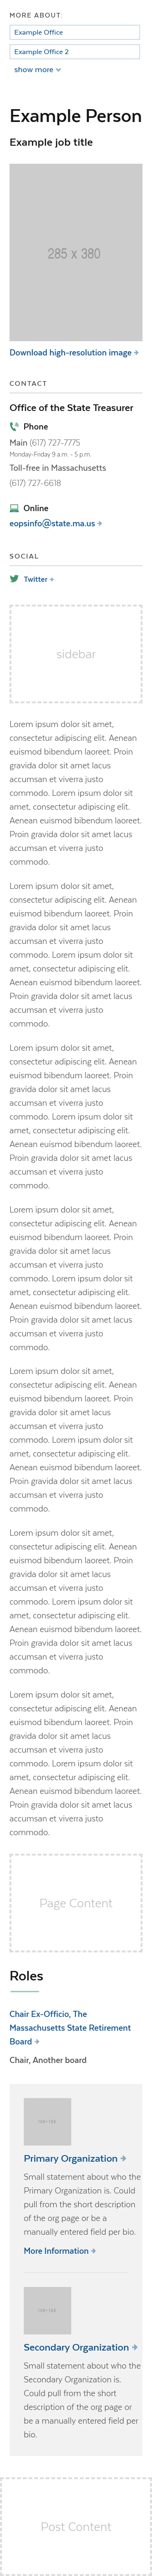 MORE ABOUT:
Example Office
Example Office 2
show more
Example Person
Example job title
285 x 380
Download high-resolution image
CONTACT
Office of the State Treasurer
Phone
Main (617) 727-7775
Monday-Friday 9 a.m. - 5 p.m.
Toll-free in Massachusetts
(617) 727-6618
Online
eopsinfo@state.ma.us
SOCIAL
Twitter
sidebar
Lorem ipsum dolor sit amet,
consectetur adipiscing elit. Aenean
euismod bibendum laoreet. Proin
gravida dolor sit amet lacus
accumsan et viverra justo
commodo. Lorem ipsum dolor sit
amet, consectetur adipiscing elit.
Aenean euismod bibendum laoreet.
Proin gravida dolor sit amet lacus
accumsan et viverra justo
commodo.
Lorem ipsum dolor sit amet,
consectetur adipiscing elit. Aenean
euismod bibendum laoreet. Proin
gravida dolor sit amet lacus
accumsan et viverra justo
commodo. Lorem ipsum dolor sit
amet, consectetur adipiscing elit.
Aenean euismod bibendum laoreet.
Proin gravida dolor sit amet lacus
accumsan et viverra justo
commodo.
Lorem ipsum dolor sit amet,
consectetur adipiscing elit. Aenean
euismod bibendum laoreet. Proin
gravida dolor sit amet lacus
accumsan et viverra justo
commodo. Lorem ipsum dolor sit
amet, consectetur adipiscing elit.
Aenean euismod bibendum laoreet.
Proin gravida dolor sit amet lacus
accumsan et viverra justo
commodo.
Lorem ipsum dolor sit amet,
consectetur adipiscing elit. Aenean
euismod bibendum laoreet. Proin
gravida dolor sit amet lacus
accumsan et viverra justo
commodo. Lorem ipsum dolor sit
amet, consectetur adipiscing elit.
Aenean euismod bibendum laoreet.
Proin gravida dolor sit amet lacus
accumsan et viverra justo
commodo.
Lorem ipsum dolor sit amet,
consectetur adipiscing elit. Aenean
euismod bibendum laoreet. Proin
gravida dolor sit amet lacus
accumsan et viverra justo
commodo. Lorem ipsum dolor sit
amet, consectetur adipiscing elit.
Aenean euismod bibendum laoreet.
Proin gravida dolor sit amet lacus
accumsan et viverra justo
commodo.
Lorem ipsum dolor sit amet,
consectetur adipiscing elit. Aenean
euismod bibendum laoreet. Proin
gravida dolor sit amet lacus
accumsan et viverra justo
commodo. Lorem ipsum dolor sit
amet, consectetur adipiscing elit.
Aenean euismod bibendum laoreet.
Proin gravida dolor sit amet lacus
accumsan et viverra justo
commodo.
Lorem ipsum dolor sit amet,
consectetur adipiscing elit. Aenean
euismod bibendum laoreet. Proin
gravida dolor sit amet lacus
accumsan et viverra justo
commodo. Lorem ipsum dolor sit
amet, consectetur adipiscing elit.
Aenean euismod bibendum laoreet.
Proin gravida dolor sit amet lacus
accumsan et viverra justo
commodo.
Page Content
Roles
Chair Ex-Officio, The
Massachusetts State Retirement
Board
Chair, Another board
Primary Organization
Small statement about who the
Primary Organization is. Could
pull from the short description
of the org page or be a
manually entered field per bio.
More Information
Secondary Organization
Small statement about who the
Secondary Organization is.
Could pull from the short
description of the org page or
be a manually entered field per
bio.
Post Content